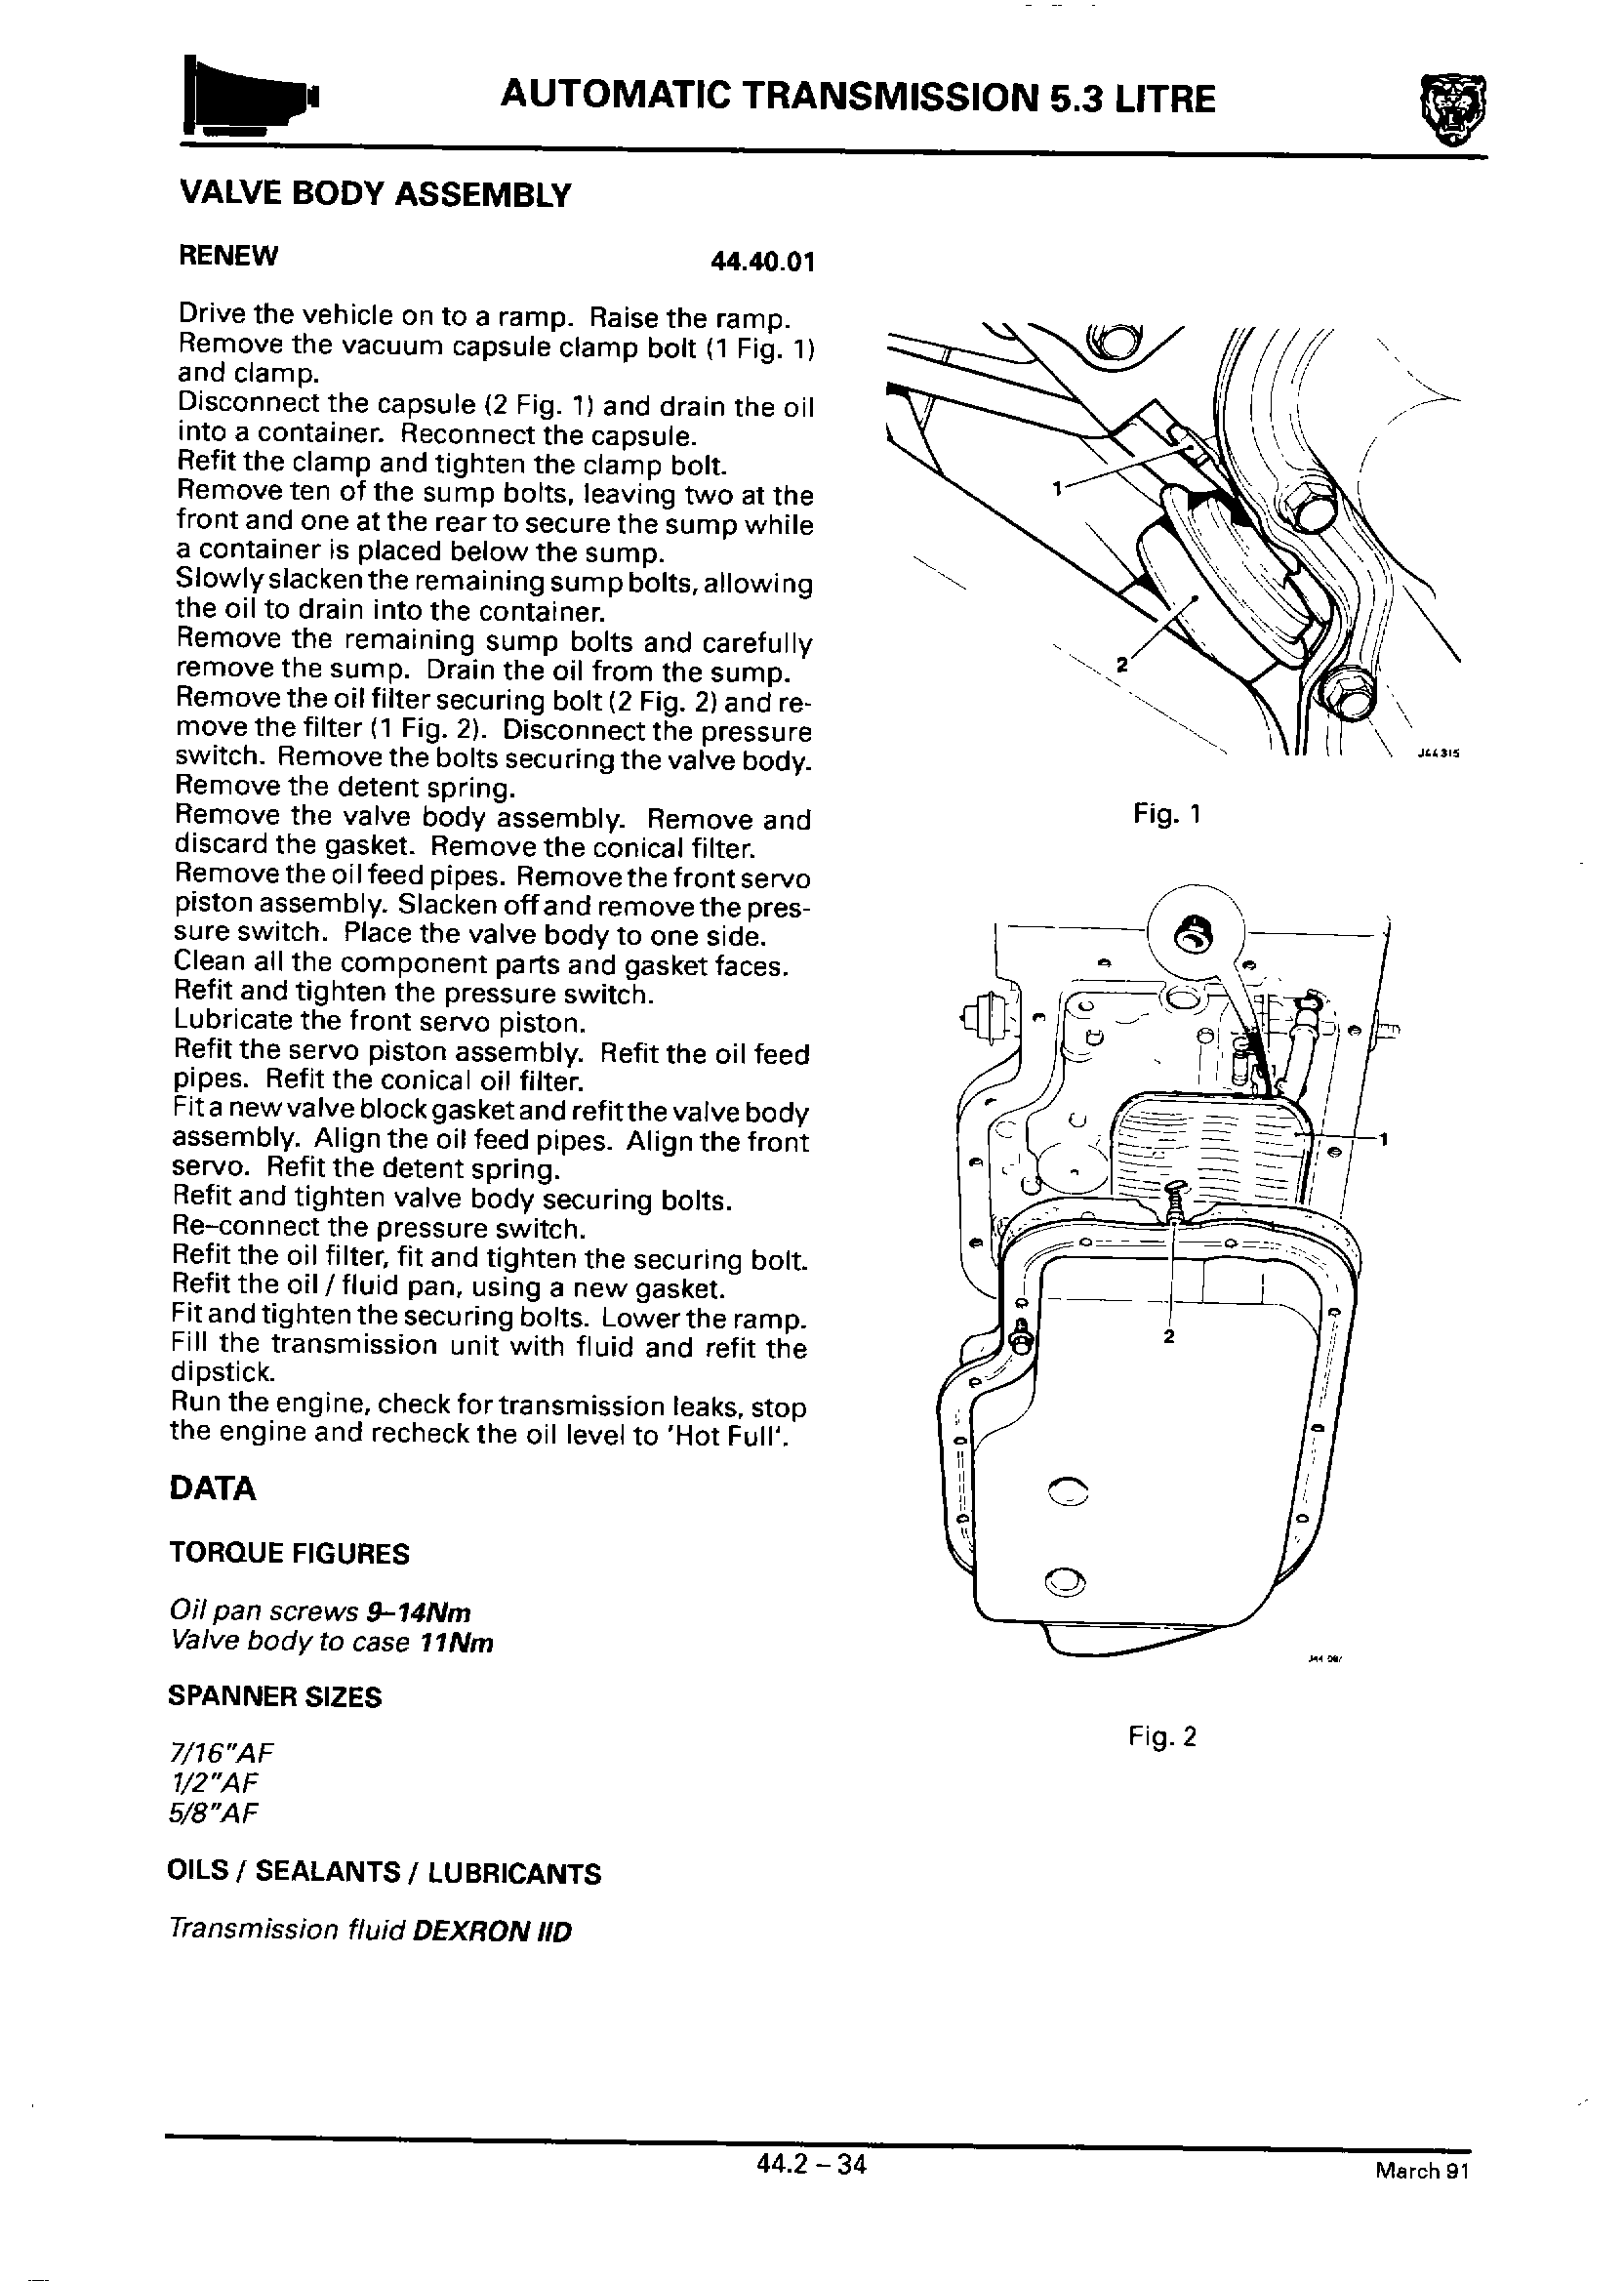 AUTOMATIC TRANSMISSION 5.3 LITRE
VALVE BODY ASSEMBLY
RENEW 44.40.01
Drive the vehicle on to a ramp. Raise the ramp.
Remove the vacuum capsule clamp bolt (1 Fig. 1)
and clamp.
Disconnect the capsule (2 Fig. 1) and drain the oil
into a container. Reconnect the capsule.
Refit the clamp and tighten the clamp bolt.
Remove ten of the sump bolts, leaving two at the
front and one at the rear to secure the sump while
a container is placed below the sump.
Slowly slacken the remaining sump bolts, allowing
the oil to drain into the container.
Remove the remaining sump bolts and carefully
remove the sump. Drain the oil from the sump.
Remove the oil filter securing bolt (2 Fig. 2) and re-
move the filter (1 Fig. 2). Disconnect the pressure
switch. Remove the bolts securing the valve body.
Remove the detent spring.
Remove the valve body assembly. Remove and
discard the gasket. Remove the conical filter.
Remove the oil feed pipes. Remove the front servo
piston assembly. Slacken off and remove the pres-
sure switch. Place the valve body to one side.
Clean all the component parts and gasket faces.
Refit and tighten the pressure switch.
Lubricate the front servo piston.
Refit the servo piston assembly. Refit the oil feed
pipes. Refit the conical oil filter.
Fit a new valve block gasket and refit the valve body
assembly. Align the oil feed pipes. Align the front
servo. Refit the detent spring.
Refit and tighten valve body securing bolts.
Re-connect the pressure switch.
Refit the oil filter, fit and tighten the securing bolt.
Refit the oil / fluid pan, using a new gasket.
Fit and tighten the securing bolts. Lower the ramp.
Fill the transmission unit with fluid and refit the
dipstick.
Run the engine, check for transmission leaks, stop
the engine and recheck the oil level to 'Hot Full'.
DATA
TORQUE FIGURES
Oil pan screws 9-14Nm
Valve body to case 11Nm
SPANNER SIZES
7/16"AF
1/2"AF
5/8"AF
OILS / SEALANTS / LUBRICANTS
Transmission fluid DEXRON IID
1
2
J44 315
Fig. 1
1
2
Fig. 2
44.2 – 34
March 91